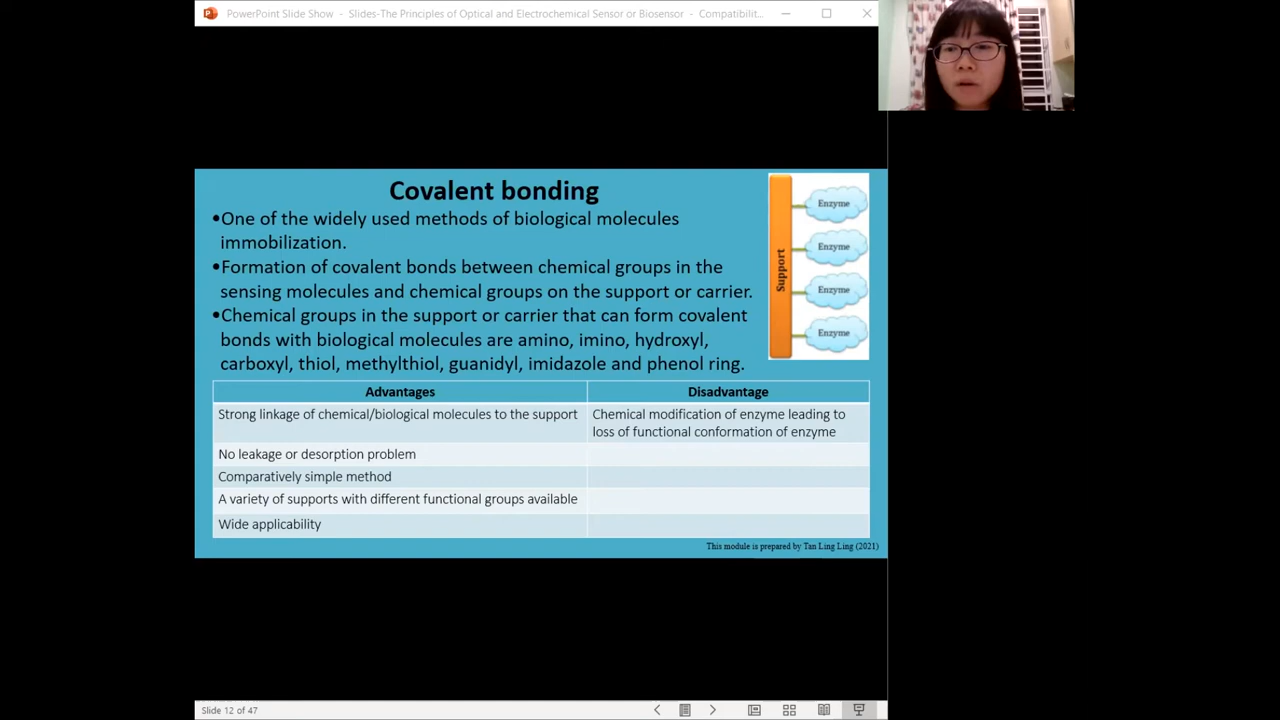 PowerPoint Slide Show - Slides-The Principles of Optical and Electrochemical Sensor or Biosensor - Compatibilit...
Covalent bonding
•One of the widely used methods of biological molecules
immobilization.
•Formation of covalent bonds between chemical groups in the
sensing molecules and chemical groups on the support or carrier.
•Chemical groups in the support or carrier that can form covalent
bonds with biological molecules are amino, imino, hydroxyl,
carboxyl, thiol, methylthiol, guanidyl, imidazole and phenol ring.
Support
Enzyme
Enzyme
Enzyme
Enzyme
Advantages
Disadvantage
Strong linkage of chemical/biological molecules to the support
Chemical modification of enzyme leading to
loss of functional conformation of enzyme
No leakage or desorption problem
Comparatively simple method
A variety of supports with different functional groups available
Wide applicability
This module is prepared by Tan Ling Ling (2021)
Slide 12 of 47